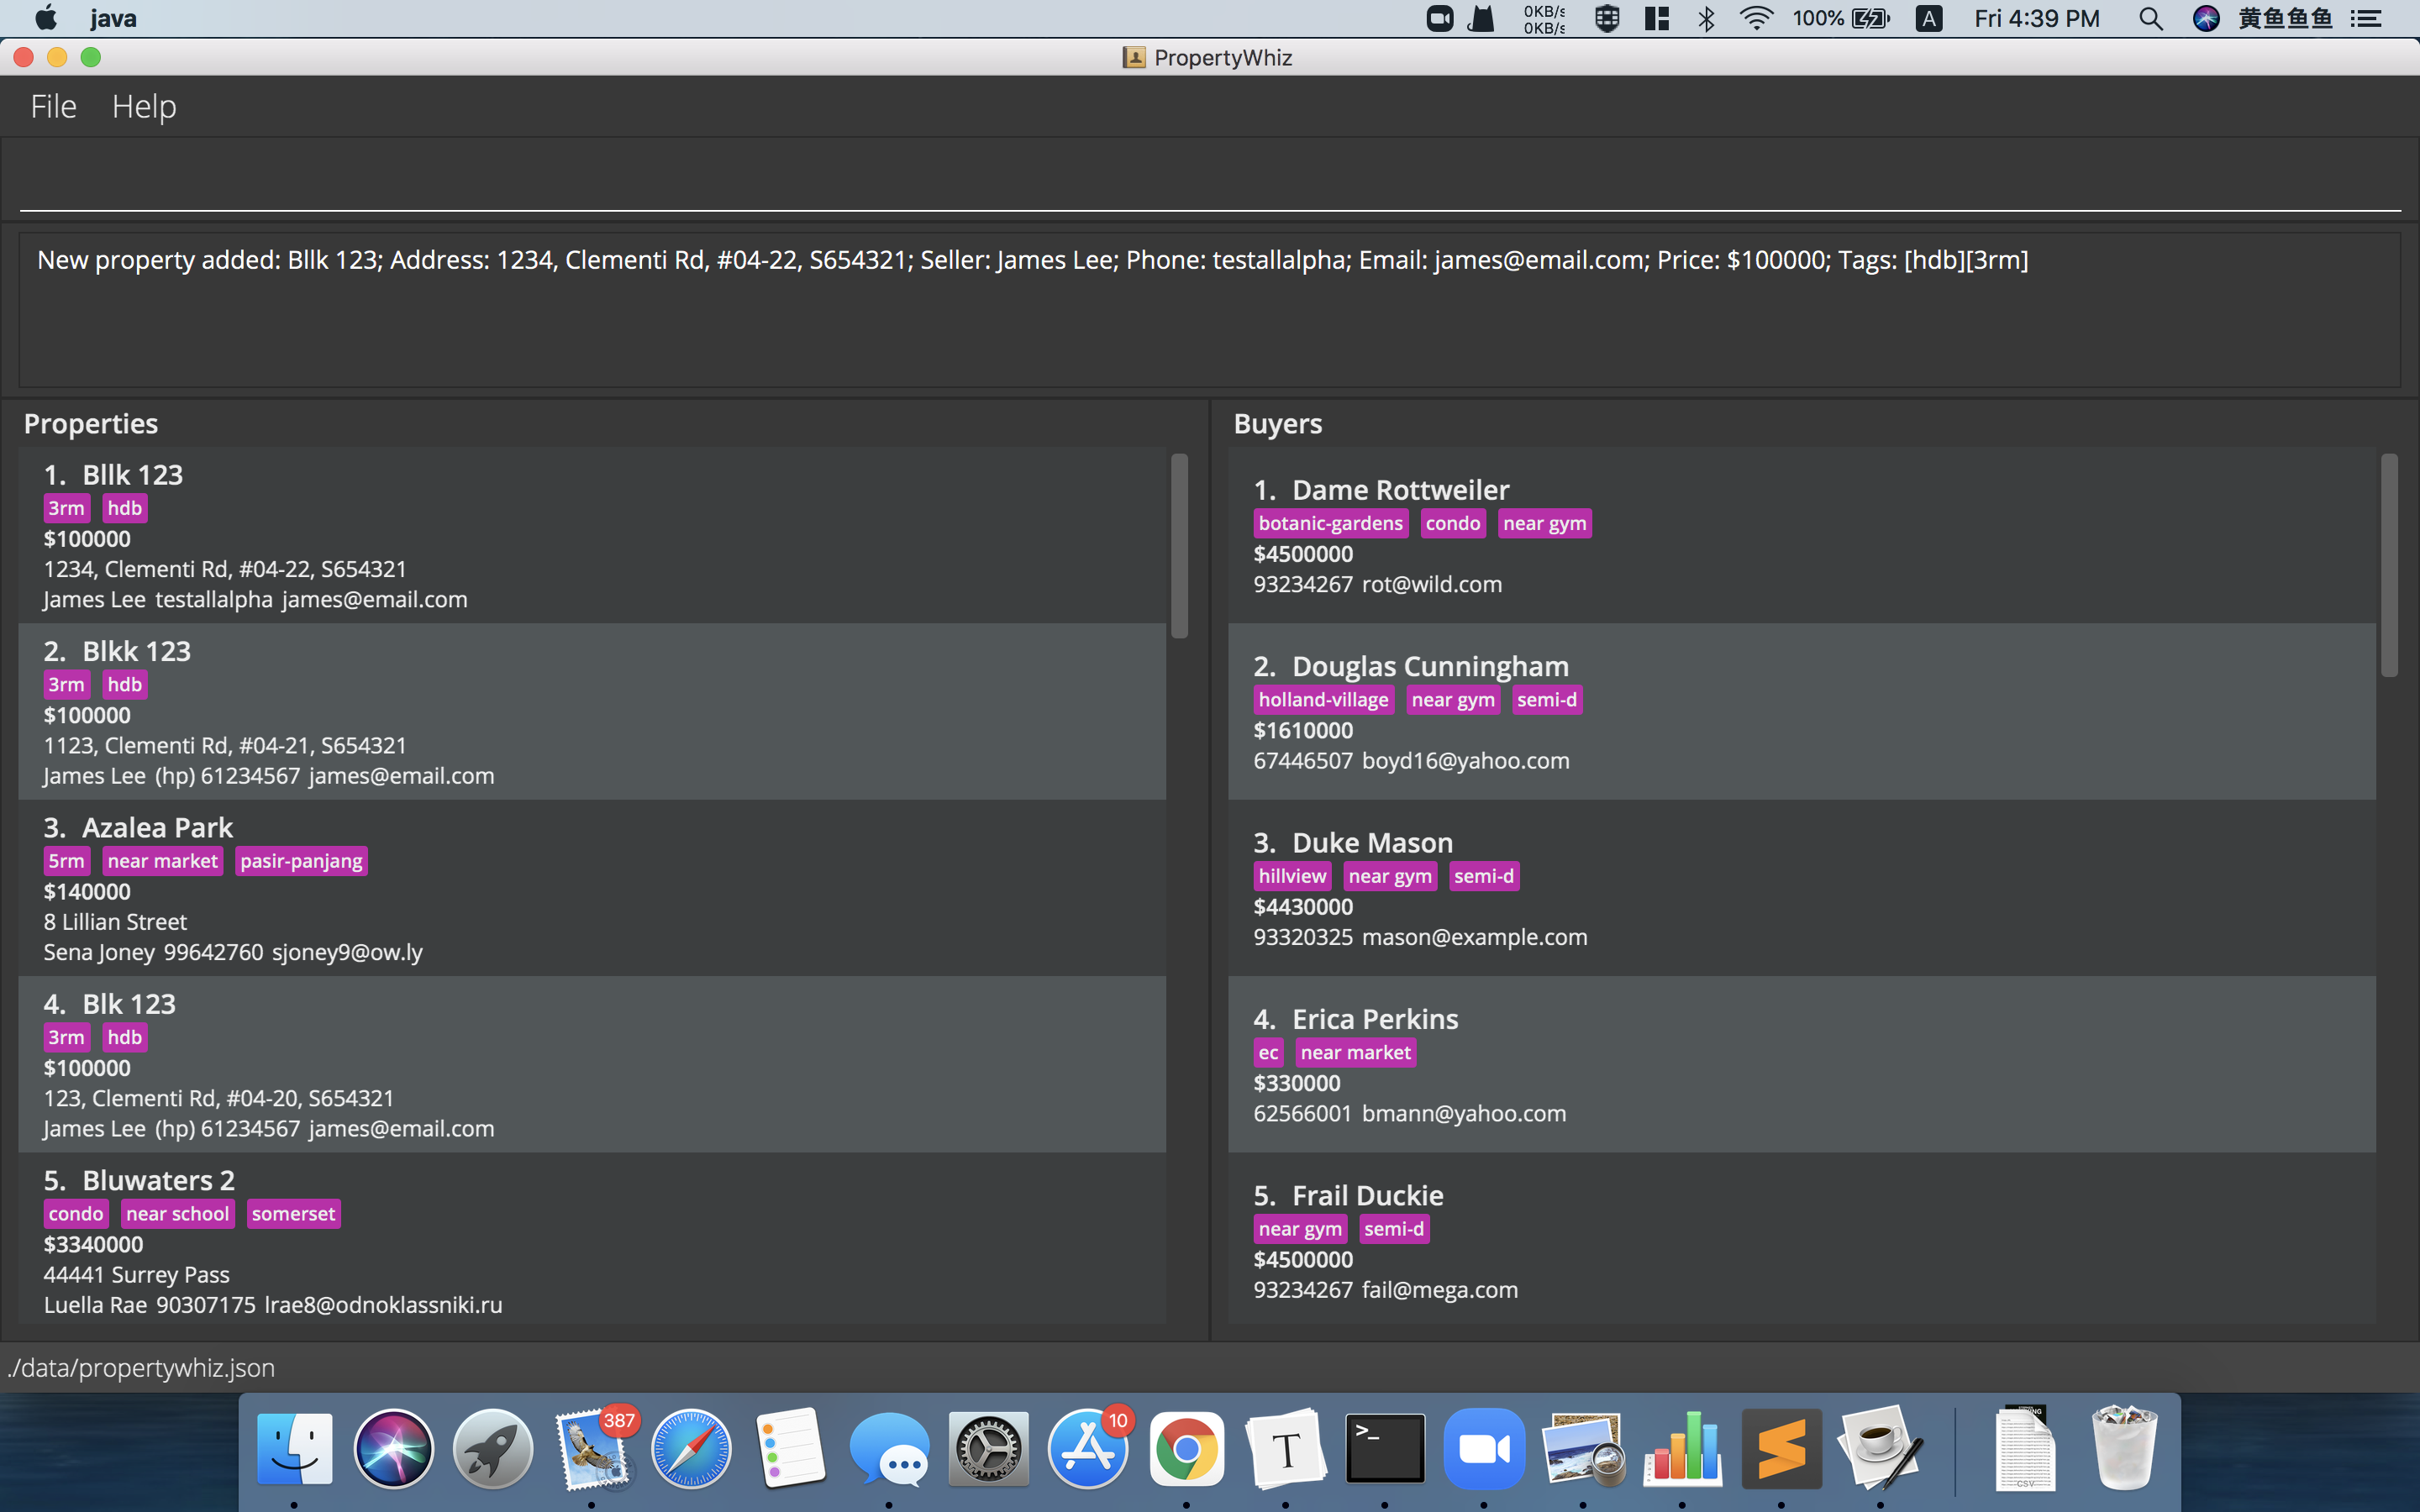 java
0KB/s
0KB/s
100%
A
Fri 4:39 PM
黄鱼鱼鱼
PropertyWhiz
File Help
New property added: Bllk 123; Address: 1234, Clementi Rd, #04-22, S654321; Seller: James Lee; Phone: testallalpha; Email: james@email.com; Price: $100000; Tags: [hdb][3rm]
Properties
1. Bllk 123
3rm hdb
$100000
1234, Clementi Rd, #04-22, S654321
James Lee testallalpha james@email.com
2. Blkk 123
3rm hdb
$100000
1123, Clementi Rd, #04-21, S654321
James Lee (hp) 61234567 james@email.com
3. Azalea Park
5rm near market pasir-panjang
$140000
8 Lillian Street
Sena Joney 99642760 sjoney9@ow.ly
4. Blk 123
3rm hdb
$100000
123, Clementi Rd, #04-20, S654321
James Lee (hp) 61234567 james@email.com
5. Bluwaters 2
condo near school somerset
$3340000
44441 Surrey Pass
Luella Rae 90307175 lrae8@odnoklassniki.ru
Buyers
1. Dame Rottweiler
botanic-gardens condo near gym
$4500000
93234267 rot@wild.com
2. Douglas Cunningham
holland-village near gym semi-d
$1610000
67446507 boyd16@yahoo.com
3. Duke Mason
hillview near gym semi-d
$4430000
93320325 mason@example.com
4. Erica Perkins
ec near market
$330000
62566001 bmann@yahoo.com
5. Frail Duckie
near gym semi-d
$4500000
93234267 fail@mega.com
./data/propertywhiz.json
387
10
T
>_
CSV